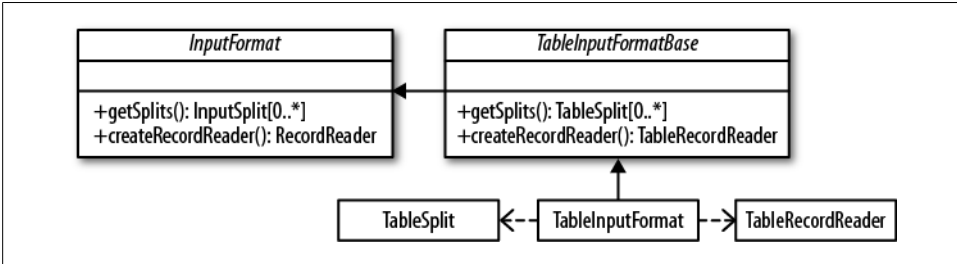 InputFormat
+getSplits(): InputSplit[0..*]
+createRecordReader(): RecordReader
TableInputFormatBase
+getSplits(): TableSplit[0..*]
+createRecordReader(): TableRecordReader
TableSplit
TableInputFormat
TableRecordReader